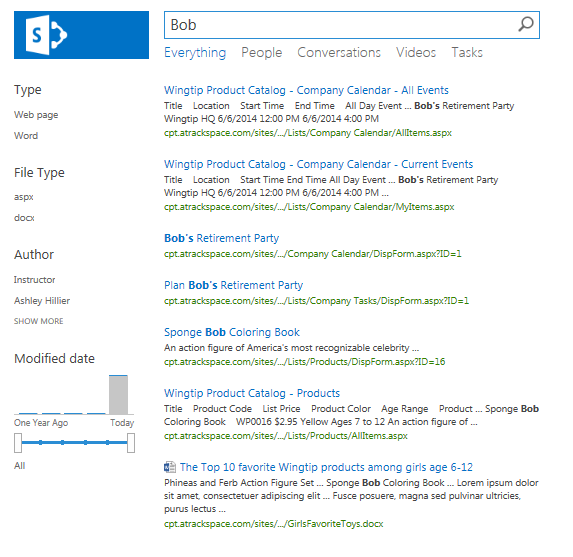 S
Bob
Everything People Conversations Videos Tasks
Type
Web page
Word
File Type
aspx
docx
Author
Instructor
Ashley Hillier
SHOW MORE
Modified date
One Year Ago Today
All
Wingtip Product Catalog - Company Calendar - All Events
Title Location Start Time End Time All Day Event ... Bob's Retirement Party
Wingtip HQ 6/6/2014 12:00 PM 6/6/2014 4:00 PM
cpt.atrackspace.com/sites/.../Lists/Company Calendar/AllItems.aspx
Wingtip Product Catalog - Company Calendar - Current Events
Title Location Start Time End Time All Day Event ... Bob's Retirement Party
Wingtip HQ 6/6/2014 12:00 PM 6/6/2014 4:00 PM ...
cpt.atrackspace.com/sites/.../Lists/Company Calendar/MyItems.aspx
Bob's Retirement Party
cpt.atrackspace.com/sites/.../Company Calendar/DispForm.aspx?ID=1
Plan Bob's Retirement Party
cpt.atrackspace.com/sites/.../Lists/Company Tasks/DispForm.aspx?ID=1
Sponge Bob Coloring Book
An action figure of America's most recognizable celebrity ...
cpt.atrackspace.com/sites/.../Lists/Products/DispForm.aspx?ID=16
Wingtip Product Catalog - Products
Title Product Code List Price Product Color Age Range Product ... Sponge Bob
Coloring Book WP0016 $2.95 Yellow Ages 7 to 12 An action figure of ...
cpt.atrackspace.com/sites/.../Lists/Products/AllItems.aspx
The Top 10 favorite Wingtip products among girls age 6-12
Phineas and Ferb Action Figure Set ... Sponge Bob Coloring Book ... Lorem ipsum dolor
sit amet, consectetuer adipiscing elit ... Fusce posuere, magna sed pulvinar ultricies,
purus lectus ...
cpt.atrackspace.com/sites/.../GirlsFavoriteToys.docx